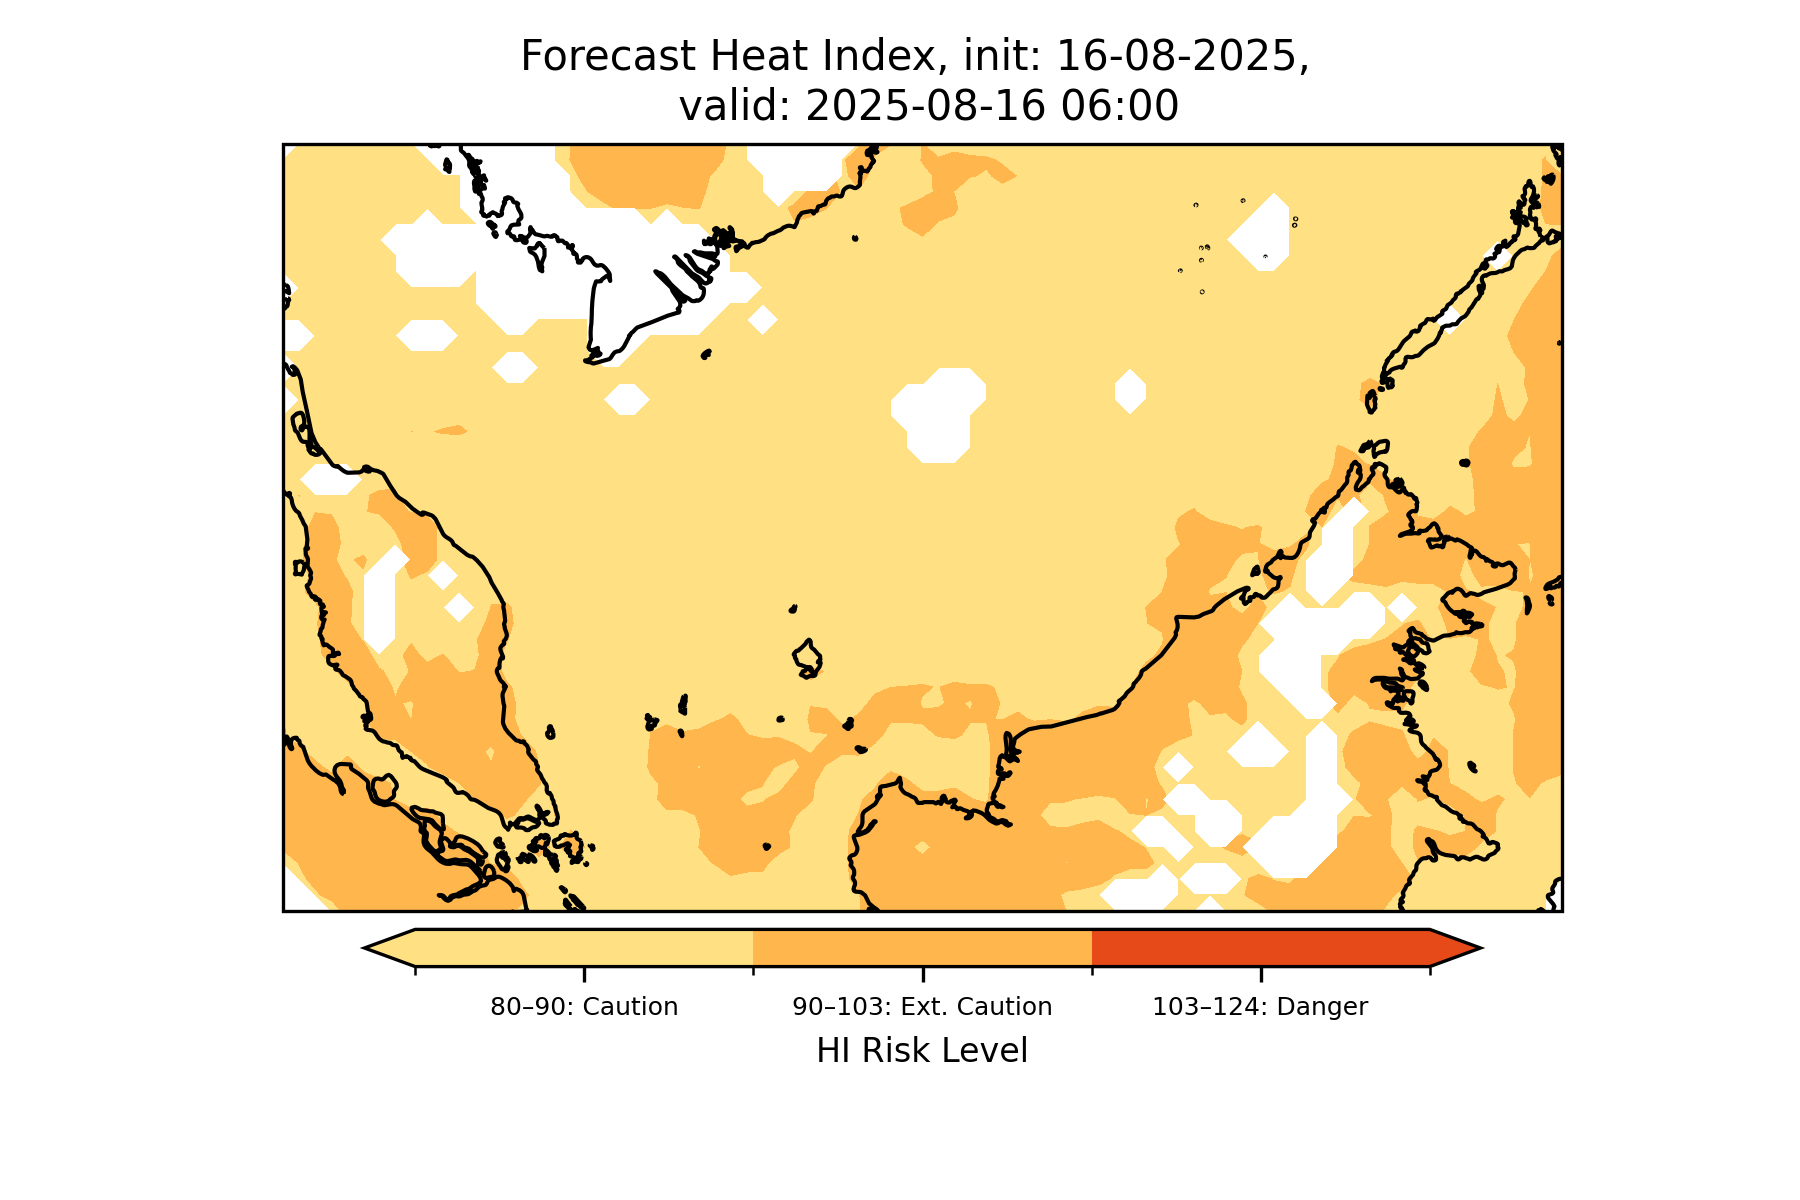 Forecast Heat Index, init: 16-08-2025,
valid: 2025-08-16 06:00
80–90: Caution
90–103: Ext. Caution
103–124: Danger
HI Risk Level